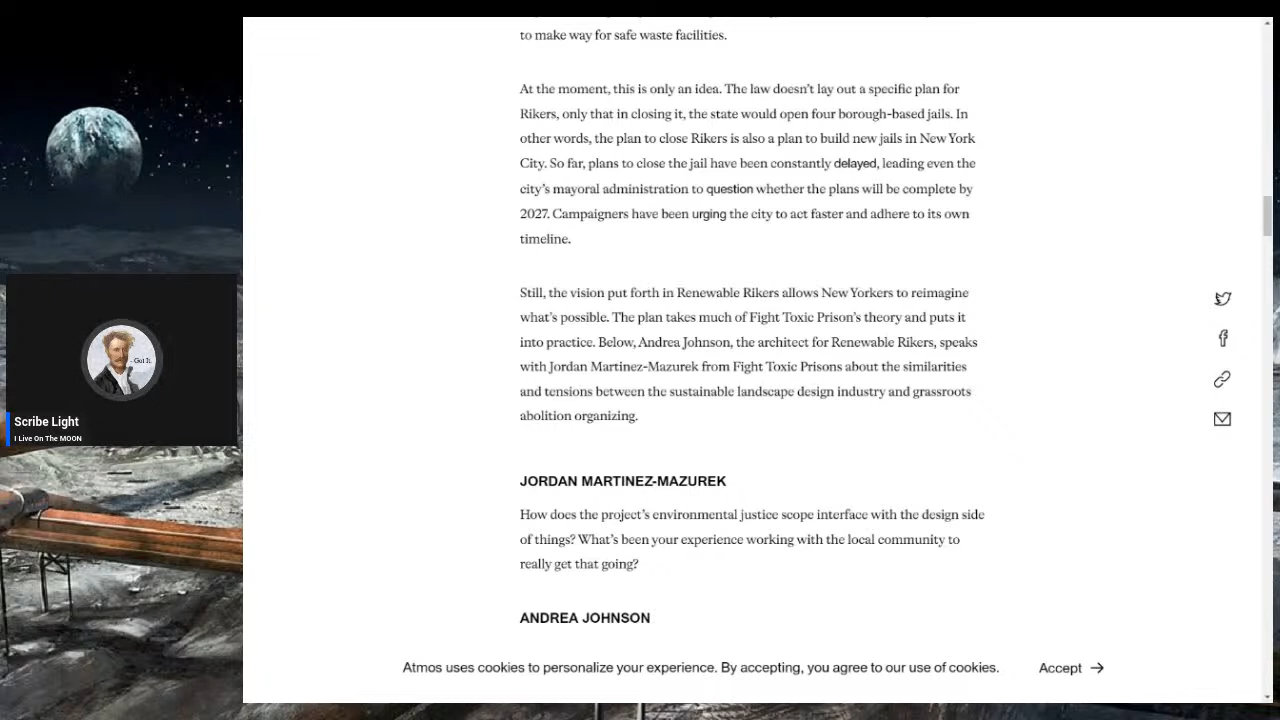 to make way for safe waste facilities.
At the moment, this is only an idea. The law doesn’t lay out a specific plan for
Rikers, only that in closing it, the state would open four borough-based jails. In
other words, the plan to close Rikers is also a plan to build new jails in New York
City. So far, plans to close the jail have been constantly delayed, leading even the
city’s mayoral administration to question whether the plans will be complete by
2027. Campaigners have been urging the city to act faster and adhere to its own
timeline.
Still, the vision put forth in Renewable Rikers allows New Yorkers to reimagine
what’s possible. The plan takes much of Fight Toxic Prison’s theory and puts it
into practice. Below, Andrea Johnson, the architect for Renewable Rikers, speaks
with Jordan Martinez-Mazurek from Fight Toxic Prisons about the similarities
and tensions between the sustainable landscape design industry and grassroots
abolition organizing.
JORDAN MARTINEZ-MAZUREK
How does the project’s environmental justice scope interface with the design side
of things? What’s been your experience working with the local community to
really get that going?
ANDREA JOHNSON
Atmos uses cookies to personalize your experience. By accepting, you agree to our use of cookies.
Accept →
- Got It.
Scribe Light
I Live On The MOON